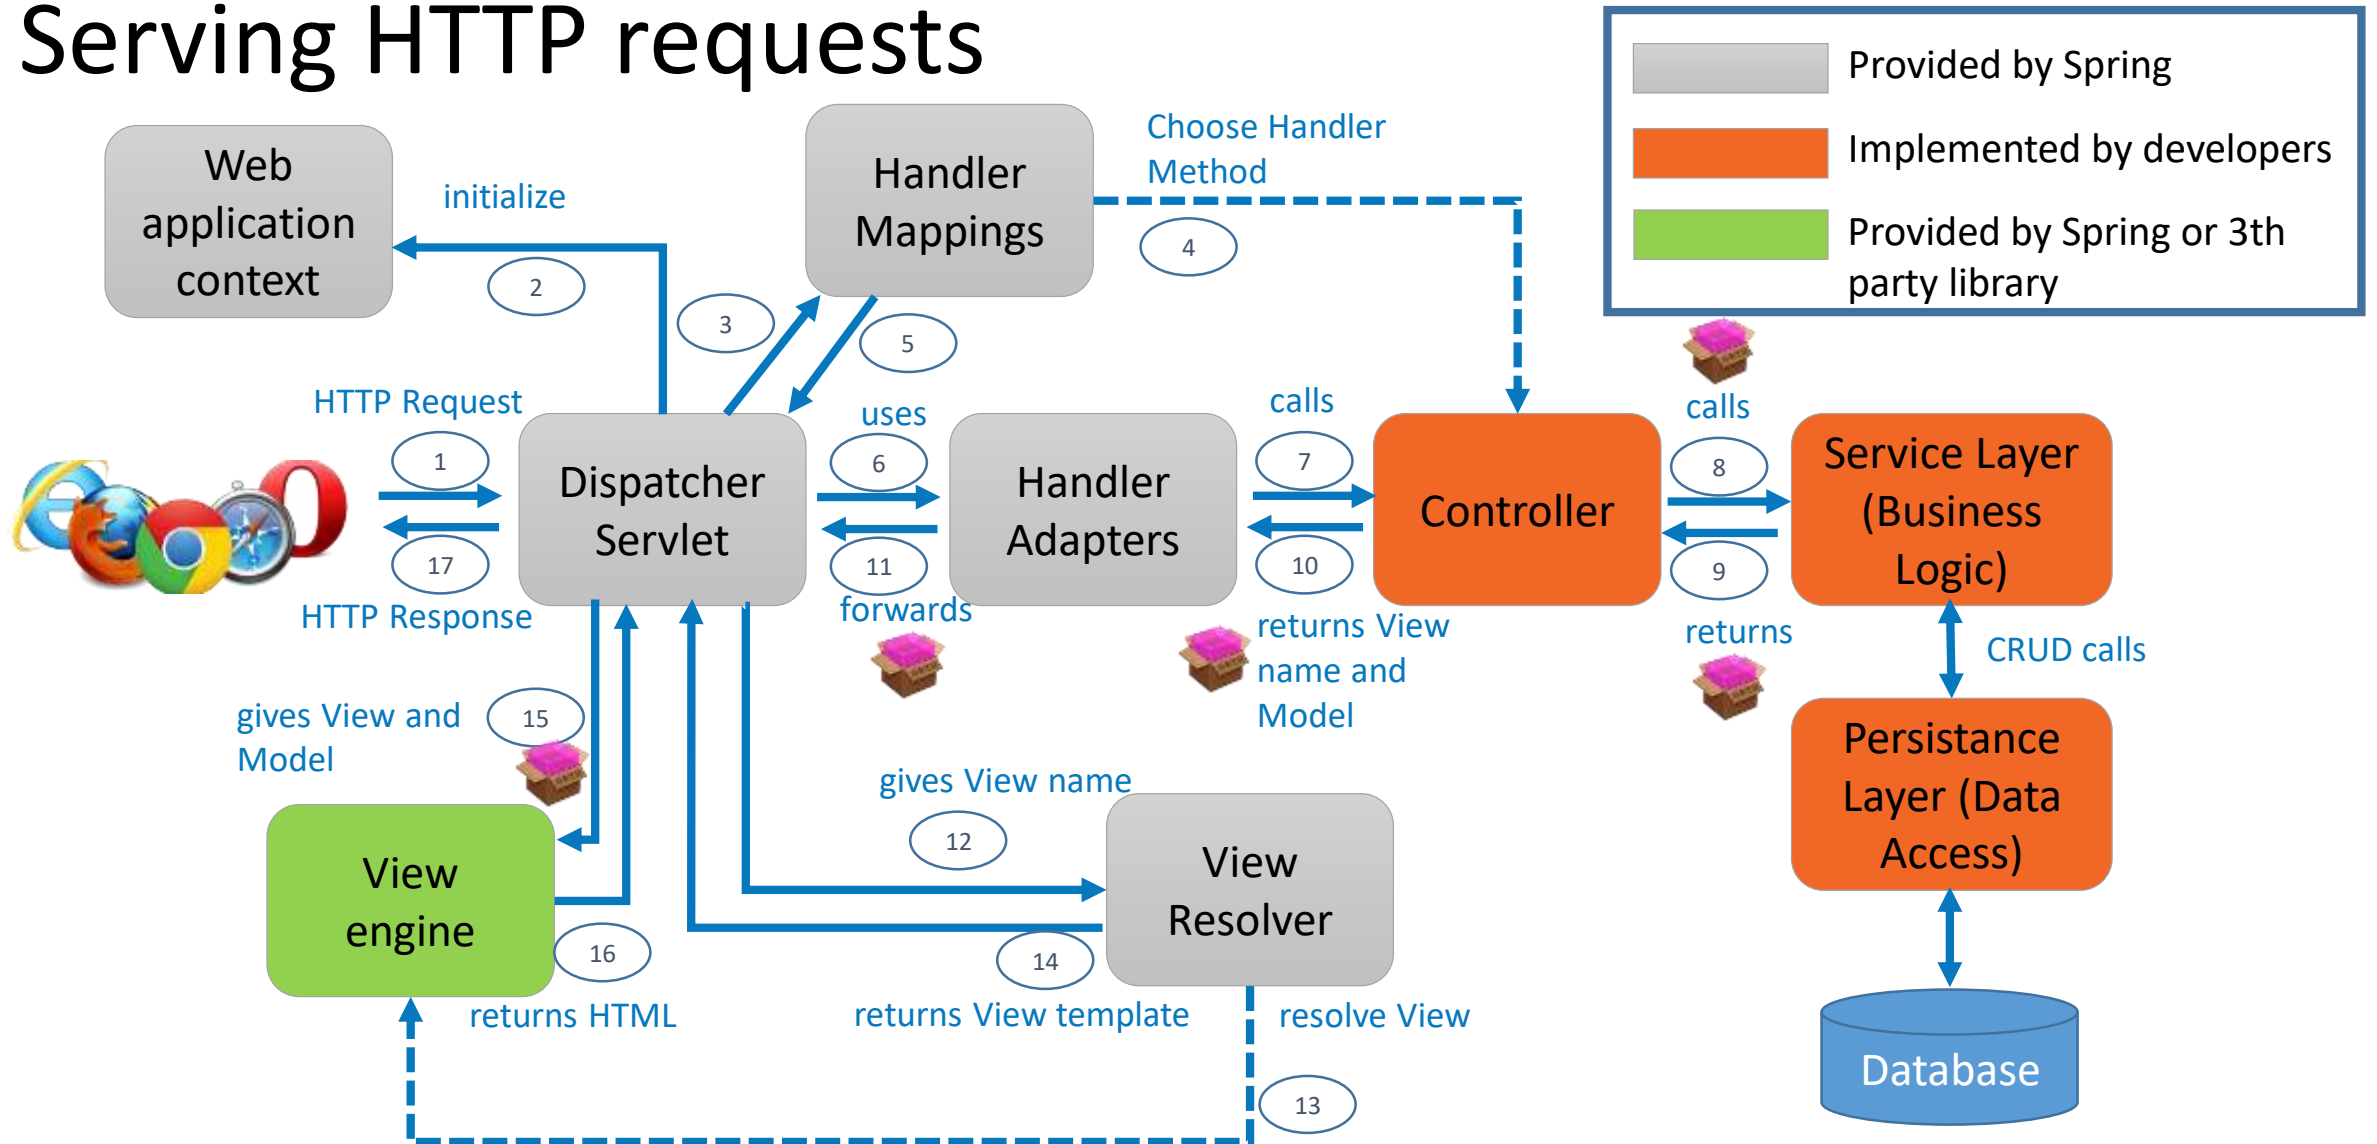 Serving HTTP requests
Provided by Spring
Implemented by developers
Provided by Spring or 3th
party library
Web
application
context
initialize
2
Handler
Mappings
Choose Handler
Method
4
3
5
HTTP Request
1
17
HTTP Response
Dispatcher
Servlet
uses
6
11
forwards
Handler
Adapters
calls
7
10
returns View
name and
Model
Controller
calls
8
9
returns
Service Layer
(Business
Logic)
CRUD calls
Persistance
Layer (Data
Access)
Database
gives View and
Model
15
View
engine
16
returns HTML
gives View name
12
View
Resolver
14
returns View template
resolve View
13